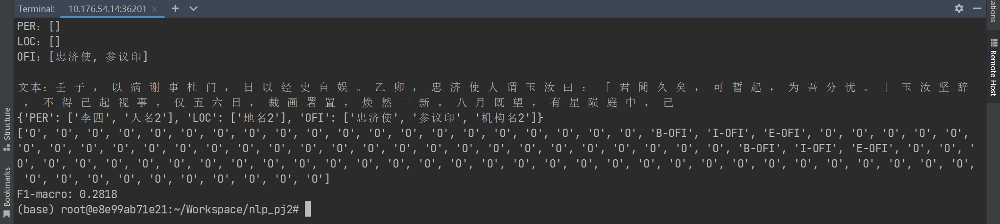 Terminal: 10.176.54.14:36201 × +
PER: []
LOC: []
OFI: [忠济使, 参议印]
文本: 壬 子 ， 以 病 谢 事 杜 门 ， 日 以 经 史 自 娱 。 乙 卯 ， 忠 济 使 人 谓 玉 汝 曰 ： 「 君 閒 久 矣 ， 可 暂 起 ， 为 吾 分 忧 。 」 玉 汝 坚 辞
， 不 得 已 起 视 事 ， 仅 五 六 日 ， 裁 画 署 置 ， 焕 然 一 新 。 八 月 既 望 ， 有 星 陨 庭 中 ， 已
{'PER': ['李四', '人名2'], 'LOC': ['地名2'], 'OFI': ['忠济使', '参议印', '机构名2']}
['O', 'O', 'O', 'O', 'O', 'O', 'O', 'O', 'O', 'O', 'O', 'O', 'O', 'O', 'O', 'O', 'O', 'O', 'O', 'O', 'B-OFI', 'I-OFI', 'E-OFI', 'O', 'O', 'O', 'O', 'O',
'O', 'O', 'O', 'O', 'O', 'O', 'O', 'O', 'O', 'O', 'O', 'O', 'O', 'O', 'O', 'O', 'O', 'O', 'O', 'O', 'O', 'O', 'O', 'B-OFI', 'I-OFI', 'E-OFI', 'O', 'O', '
O', 'O', 'O', 'O', 'O', 'O', 'O', 'O', 'O', 'O', 'O', 'O', 'O', 'O', 'O', 'O', 'O', 'O', 'O', 'O', 'O', 'O', 'O', 'O', 'O', 'O', 'O', 'O', 'O', 'O', 'O',
'O', 'O', 'O', 'O', 'O', 'O', 'O', 'O', 'O', 'O']
F1-macro: 0.2818
(base) root@e8e99ab71e21:~/Workspace/nlp_pj2#
Structure
Bookmarks
cations
Remote Host